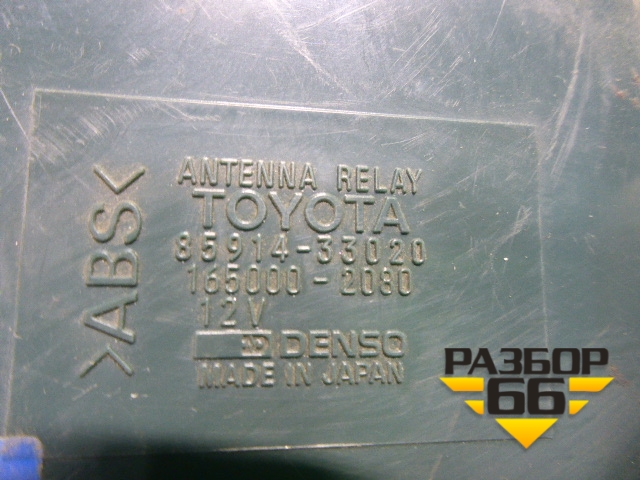 ANTENNA RELAY
TOYOTA
85914-33020
165000-2080
12V
DENSO
MADE IN JAPAN
>ABS<
РАЗБОР
66